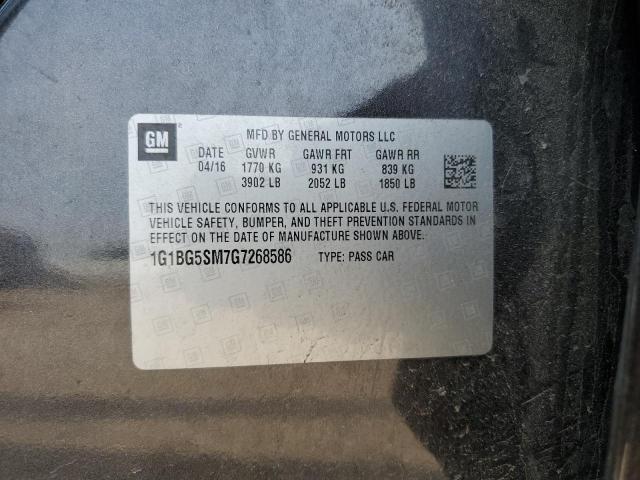 GM
MFD BY GENERAL MOTORS LLC
DATE GVWR GAWR FRT GAWR RR
04/16 1770 KG 931 KG 839 KG
3902 LB 2052 LB 1850 LB
THIS VEHICLE CONFORMS TO ALL APPLICABLE U.S. FEDERAL MOTOR
VEHICLE SAFETY, BUMPER, AND THEFT PREVENTION STANDARDS IN
EFFECT ON THE DATE OF MANUFACTURE SHOWN ABOVE.
1G1BG5SM7G7268586 TYPE: PASS CAR